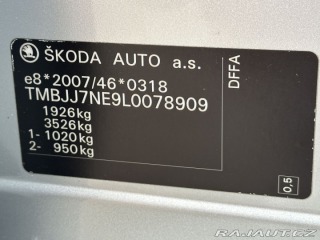 ŠKODA AUTO a.s.
e8*2007/46*0318
TMBJJ7NE9L0078909
1926kg
3526kg
1- 1020kg
2- 950kg
DFFA
0,5
RAJAUT.CZ